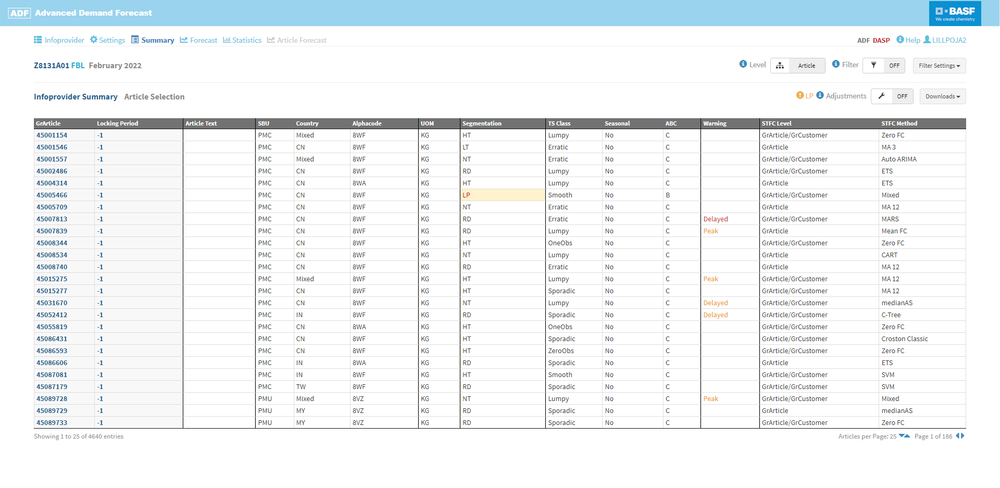 ADF Advanced Demand Forecast
BASF
We create chemistry
Infoprovider Settings Summary Forecast Statistics Article Forecast ADF DASP Help LILLPOJA2
Z8131A01 FBL February 2022 Level Article Filter OFF Filter Settings
Infoprovider Summary Article Selection LP Adjustments OFF Downloads
GrArticle Locking Period Article Text SBU Country Alphacode UOM Segmentation TS Class Seasonal ABC Warning STFC Level STFC Method
45001154 -1 PMC Mixed 8WF KG HT Lumpy No C GrArticle/GrCustomer Zero FC
45001546 -1 PMC CN 8WF KG LT Erratic No C GrArticle MA 3
45001557 -1 PMC Mixed 8WF KG NT Erratic No C GrArticle/GrCustomer Auto ARIMA
45002486 -1 PMC CN 8WF KG RD Lumpy No C GrArticle/GrCustomer ETS
45004314 -1 PMC CN 8WA KG HT Lumpy No C GrArticle ETS
45005466 -1 PMC CN 8WF KG LP Smooth No B GrArticle/GrCustomer Mixed
45005709 -1 PMC CN 8WF KG NT Erratic No C GrArticle MA 12
45007813 -1 PMC CN 8WF KG RD Erratic No C Delayed GrArticle/GrCustomer MARS
45007839 -1 PMC CN 8WF KG RD Lumpy No C Peak GrArticle Mean FC
45008344 -1 PMC CN 8WF KG HT OneObs No C GrArticle/GrCustomer Zero FC
45008534 -1 PMC CN 8WF KG NT Lumpy No C GrArticle CART
45008740 -1 PMC CN 8WF KG RD Erratic No C GrArticle MA 12
45015275 -1 PMC Mixed 8WF KG HT Lumpy No C Peak GrArticle/GrCustomer MA 12
45015277 -1 PMC CN 8WF KG HT Sporadic No C GrArticle/GrCustomer MA 12
45031670 -1 PMC CN 8WF KG NT Lumpy No C Delayed GrArticle/GrCustomer medianAS
45052412 -1 PMC IN 8WF KG RD Sporadic No C Delayed GrArticle/GrCustomer C-Tree
45055819 -1 PMC CN 8WA KG HT OneObs No C GrArticle/GrCustomer Zero FC
45086431 -1 PMC CN 8WF KG HT Sporadic No C GrArticle/GrCustomer Croston Classic
45086593 -1 PMC CN 8WF KG HT ZeroObs No C GrArticle/GrCustomer Zero FC
45086606 -1 PMC IN 8WA KG RD Sporadic No C GrArticle ETS
45087081 -1 PMC IN 8WF KG HT Smooth No C GrArticle/GrCustomer SVM
45087179 -1 PMC TW 8WF KG RD Sporadic No C GrArticle/GrCustomer SVM
45089728 -1 PMU Mixed 8VZ KG NT Lumpy No C Peak GrArticle/GrCustomer Mixed
45089729 -1 PMU MY 8VZ KG RD Sporadic No C GrArticle medianAS
45089733 -1 PMU MY 8VZ KG RD Sporadic No C GrArticle/GrCustomer Zero FC
Showing 1 to 25 of 4640 entries Articles per Page: 25 Page 1 of 186